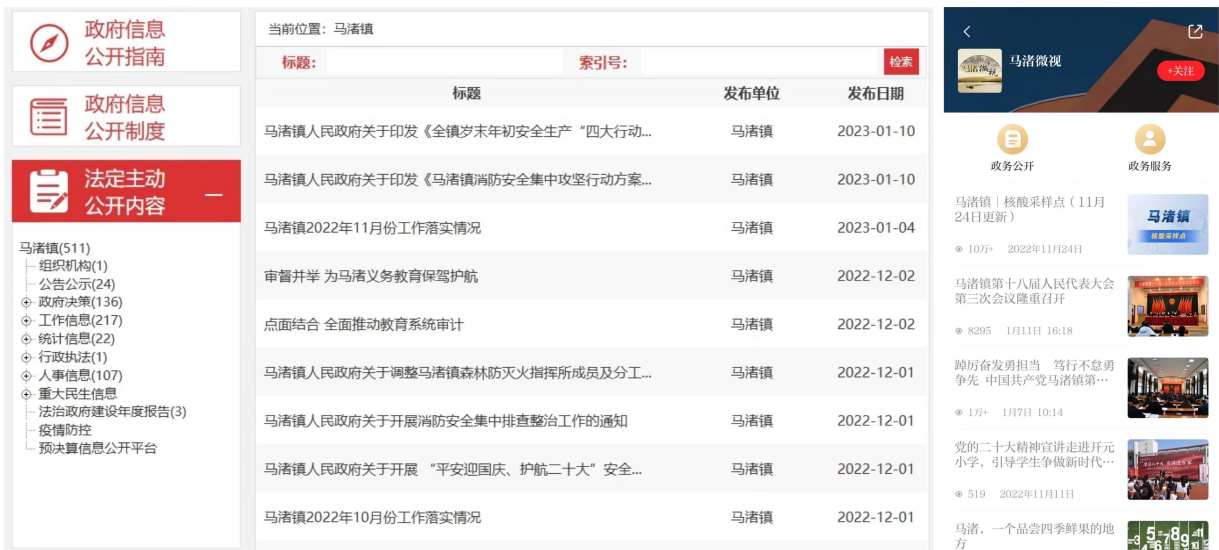 政府信息
公开指南
政府信息
公开制度
法定主动
公开内容
马渚镇(511)
组织机构(1)
公告公示(24)
政府决策(136)
工作信息(217)
统计信息(22)
行政执法(1)
人事信息(107)
重大民生信息
法治政府建设年度报告(3)
疫情防控
预决算信息公开平台
当前位置：马渚镇
标题： 索引号： 检索
标题 发布单位 发布日期
马渚镇人民政府关于印发《全镇岁末年初安全生产“四大行动... 马渚镇 2023-01-10
马渚镇人民政府关于印发《马渚镇消防安全集中攻坚行动方案... 马渚镇 2023-01-10
马渚镇2022年11月份工作落实情况 马渚镇 2023-01-04
审督并举 为马渚义务教育保驾护航 马渚镇 2022-12-02
点面结合 全面推动教育系统审计 马渚镇 2022-12-02
马渚镇人民政府关于调整马渚镇森林防灭火指挥所成员及分工... 马渚镇 2022-12-01
马渚镇人民政府关于开展消防安全集中排查整治工作的通知 马渚镇 2022-12-01
马渚镇人民政府关于开展 “平安迎国庆、护航二十大”安全... 马渚镇 2022-12-01
马渚镇2022年10月份工作落实情况 马渚镇 2022-12-01
马渚微视
马渚微视
+关注
政务公开 政务服务
马渚镇｜核酸采样点（11月
24日更新）
10万+ 2022年11月24日
马渚镇
核酸采样点
马渚镇第十八届人民代表大会
第三次会议隆重召开
8295 1月11日 16:18
踔厉奋发勇担当 笃行不怠勇
争先 中国共产党马渚镇第…
1万+ 1月7日 10:14
党的二十大精神宣讲走进开元
小学，引导学生争做新时代…
519 2022年11月11日
马渚，一个品尝四季鲜果的地
方